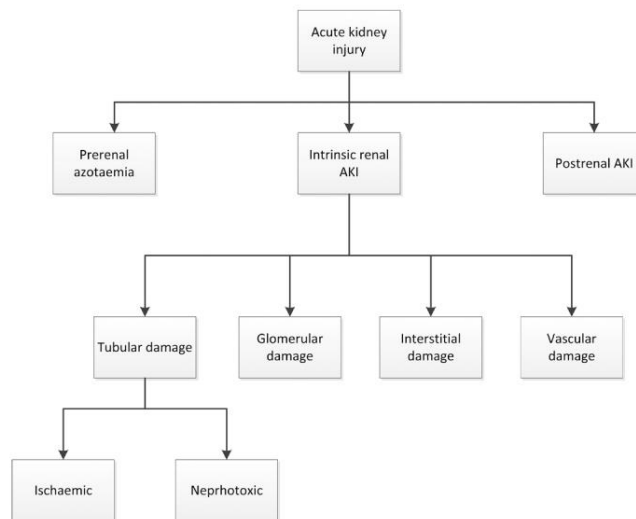 Acute kidney
injury
Prerenal
azotaemia
Intrinsic renal
AKI
Postrenal AKI
Tubular damage
Glomerular
damage
Interstitial
damage
Vascular
damage
Ischaemic
Neprhotoxic